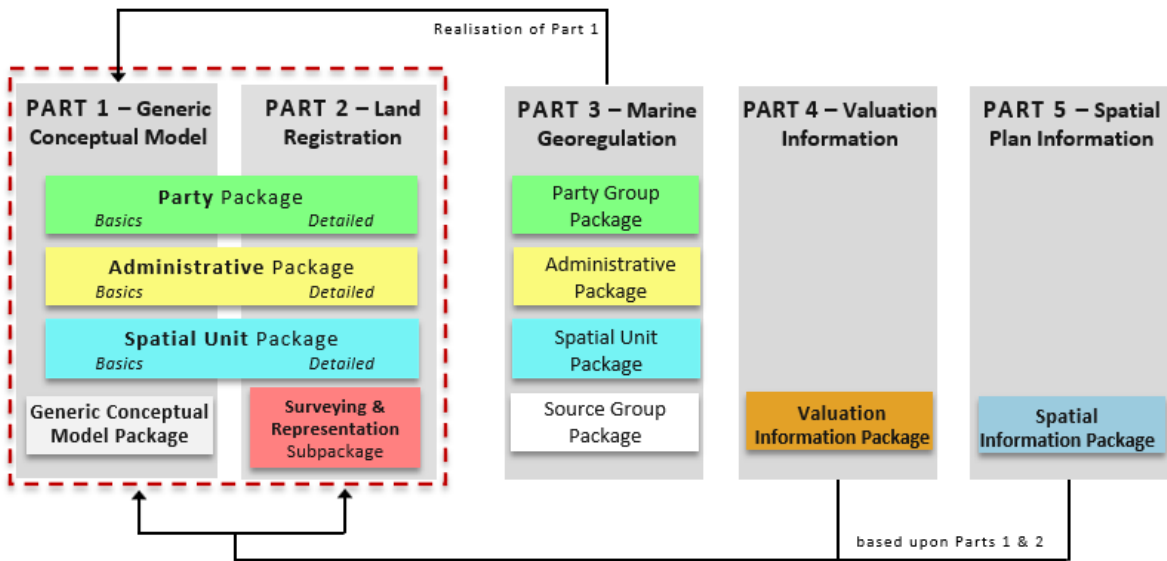 Realisation of Part 1
PART 1 – Generic
Conceptual Model
PART 2 – Land
Registration
Party Package
Basics Detailed
Administrative Package
Basics Detailed
Spatial Unit Package
Basics Detailed
Generic Conceptual
Model Package
Surveying &
Representation
Subpackage
PART 3 – Marine
Georegulation
Party Group
Package
Administrative
Package
Spatial Unit
Package
Source Group
Package
PART 4 – Valuation
Information
Valuation
Information Package
PART 5 – Spatial
Plan Information
Spatial
Information Package
based upon Parts 1 & 2